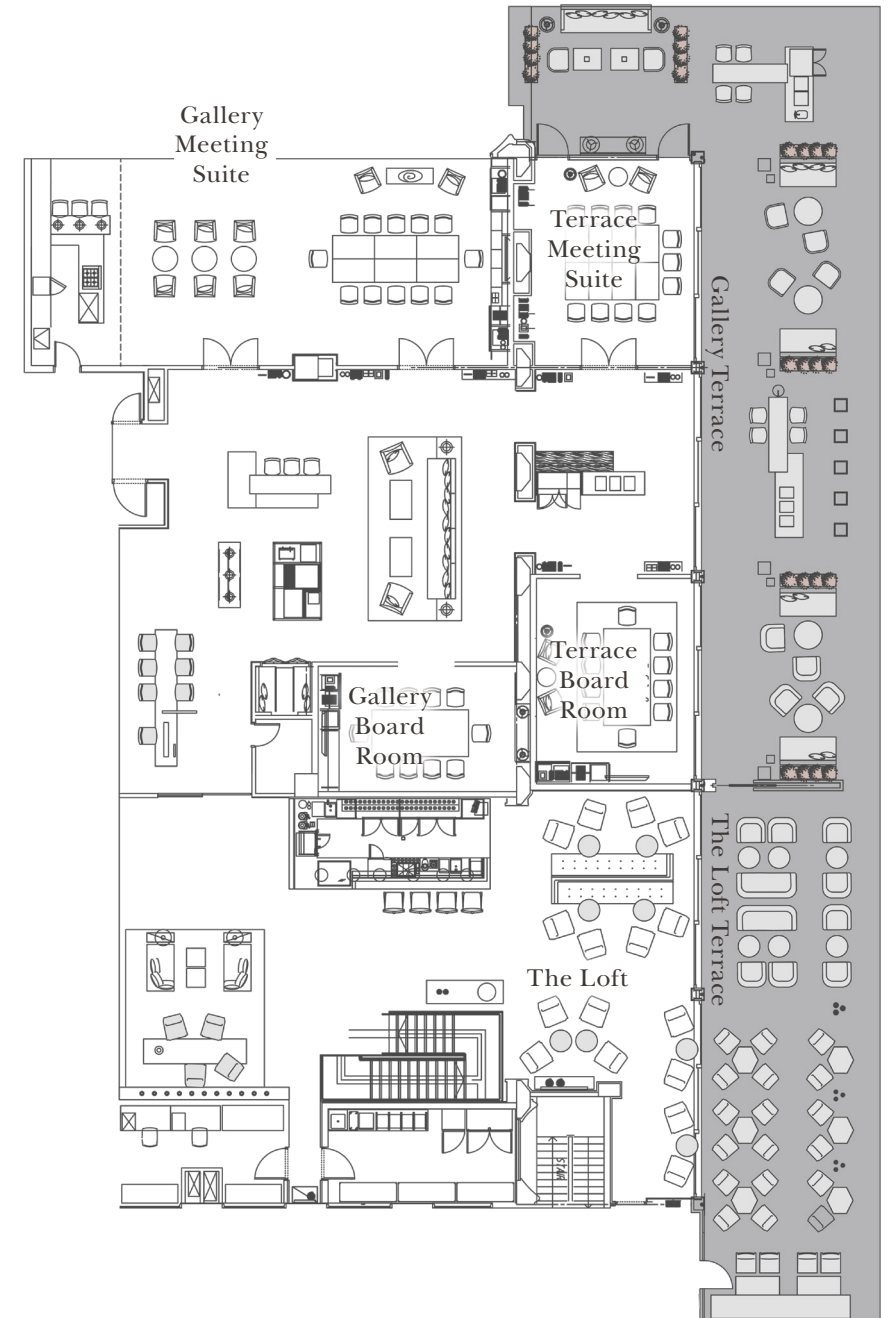 Gallery
Meeting
Suite
Terrace
Meeting
Suite
Gallery Terrace
Gallery
Board
Room
Terrace
Board
Room
The Loft Terrace
The Loft
STAIR